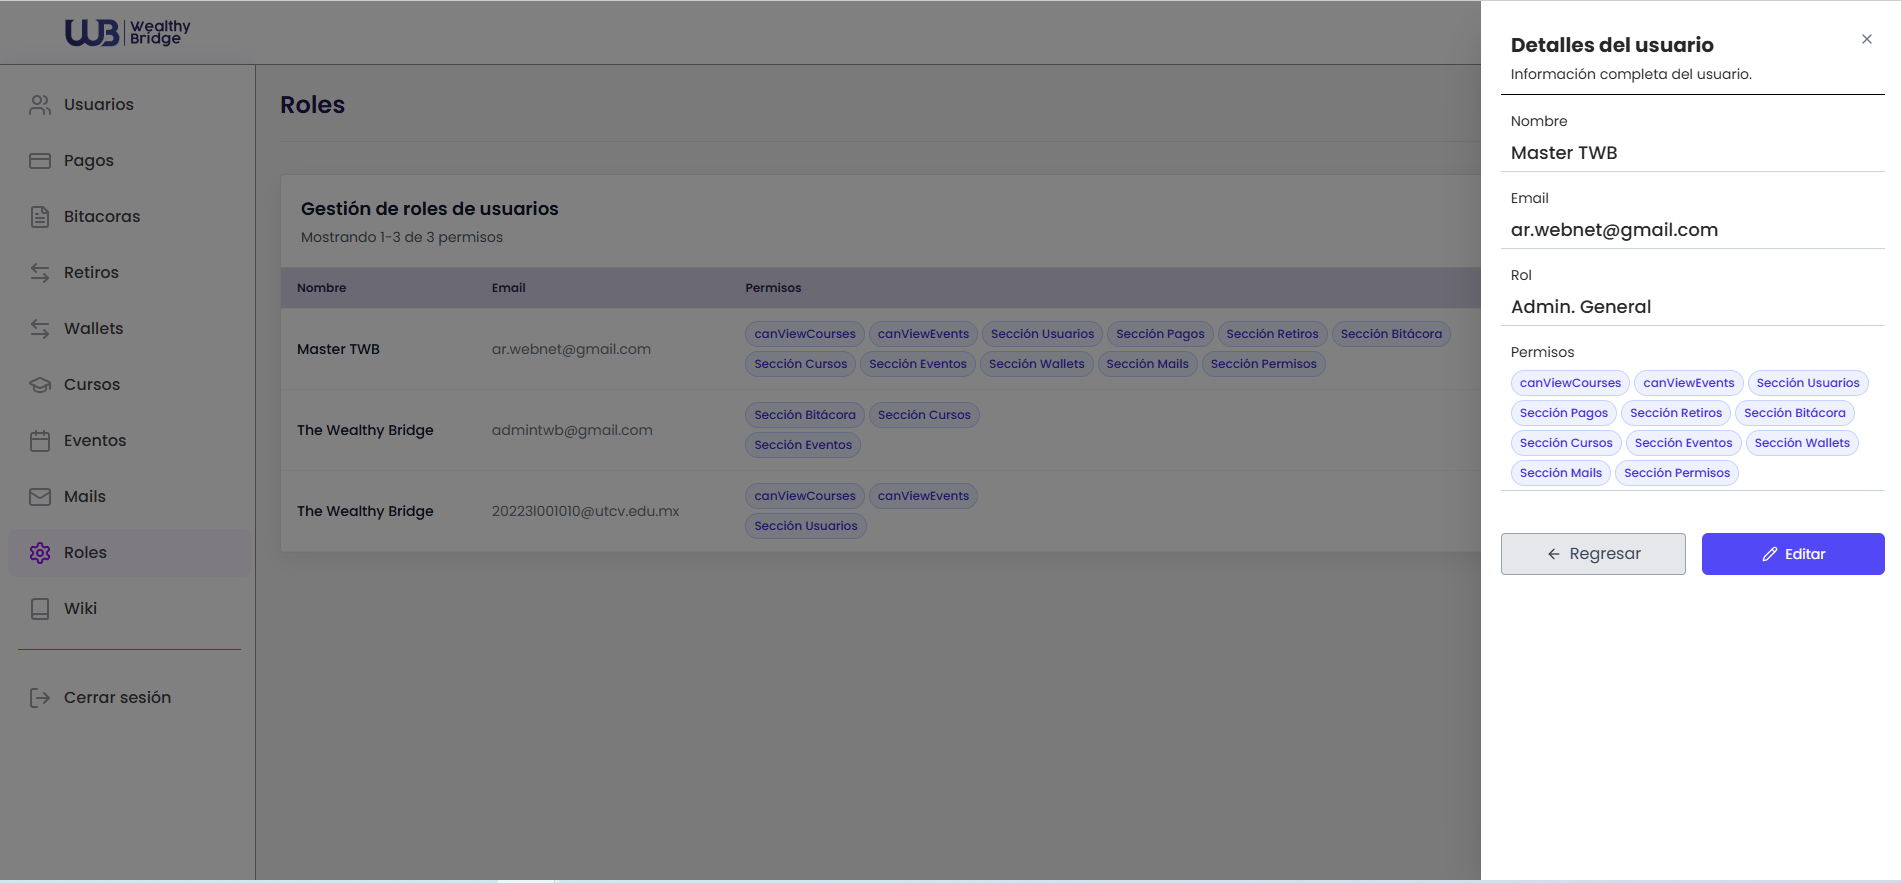 WB Wealthy
Bridge
Usuarios
Pagos
Bitacoras
Retiros
Wallets
Cursos
Eventos
Mails
Roles
Wiki
Cerrar sesión
Roles
Gestión de roles de usuarios
Mostrando 1-3 de 3 permisos
Nombre Email Permisos
Master TWB ar.webnet@gmail.com canViewCourses canViewEvents Sección Usuarios Sección Pagos Sección Retiros Sección Bitácora
Sección Cursos Sección Eventos Sección Wallets Sección Mails Sección Permisos
The Wealthy Bridge admintwb@gmail.com Sección Bitácora Sección Cursos
Sección Eventos
The Wealthy Bridge 20223l001010@utcv.edu.mx canViewCourses canViewEvents
Sección Usuarios
Detalles del usuario
Información completa del usuario.
Nombre
Master TWB
Email
ar.webnet@gmail.com
Rol
Admin. General
Permisos
canViewCourses canViewEvents Sección Usuarios
Sección Pagos Sección Retiros Sección Bitácora
Sección Cursos Sección Eventos Sección Wallets
Sección Mails Sección Permisos
Regresar Editar